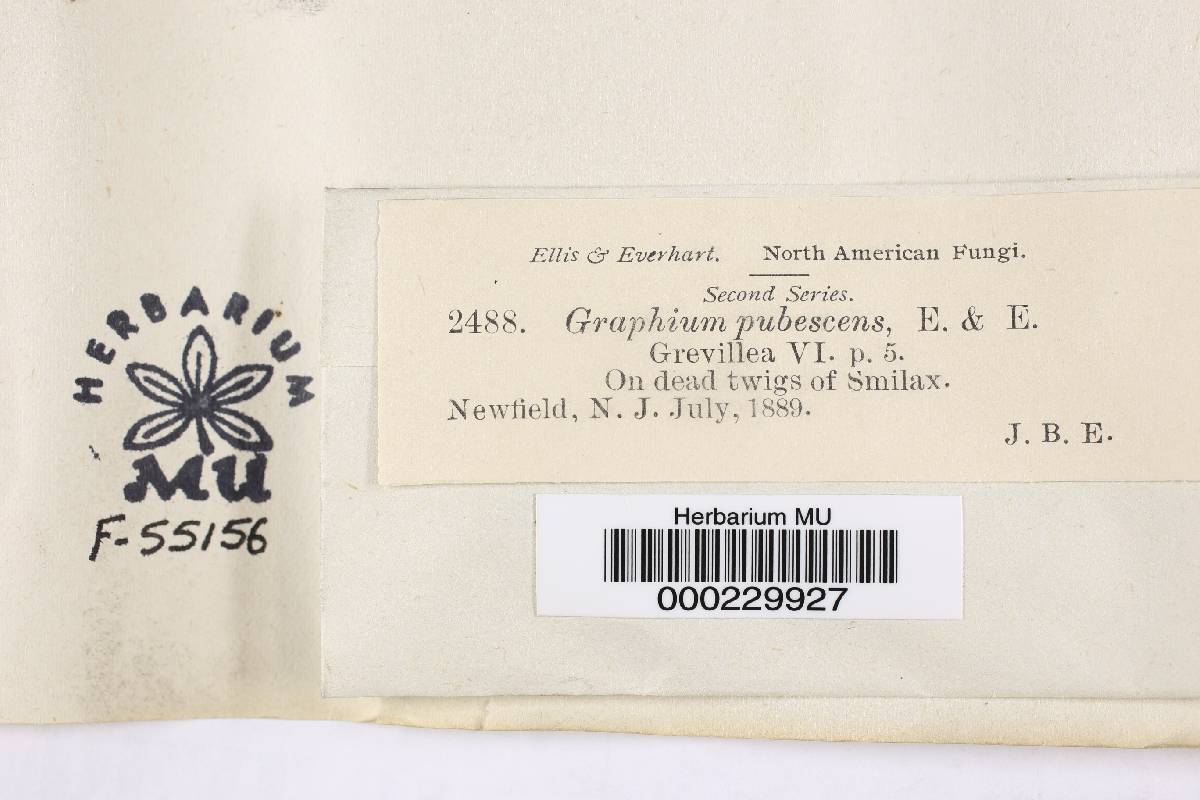 Ellis & Everhart. North American Fungi.
Second Series.
2488. Graphium pubescens, E. & E.
Grevillea VI. p. 5.
On dead twigs of Smilax.
Newfield, N. J. July, 1889.
J. B. E.
HERBARIUM
MU
F-55156
Herbarium MU
000229927